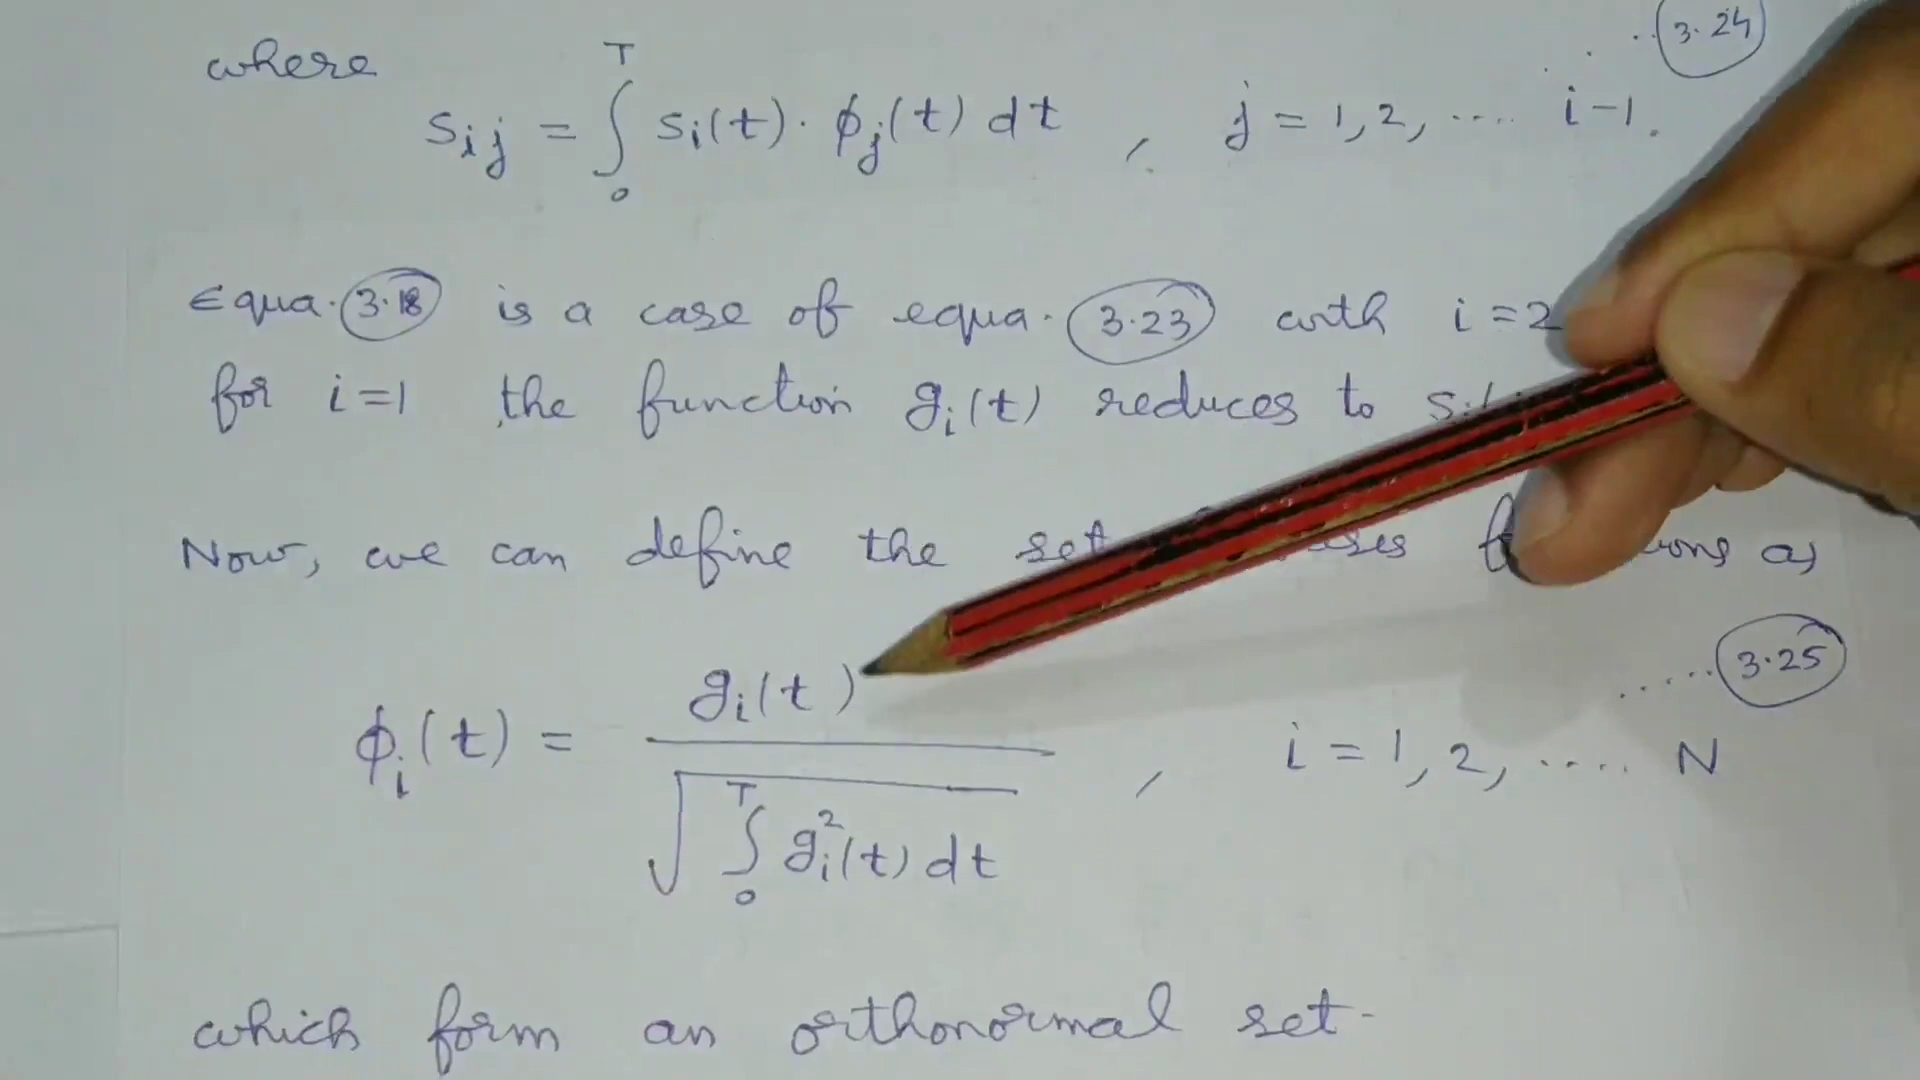 where
... 3.24
sij = ∫₀ᵀ si(t) · ϕj(t) dt , j = 1, 2, .... i-1.
Equa. 3.18 is a case of equa. 3.23 with i=2
for i=1 the function gi(t) reduces to
Now, we can define the set as
..... 3.25
ϕi(t) = gi(t) / √(∫₀ᵀ gi²(t) dt) , i = 1, 2, .... N
which form an orthonormal set.